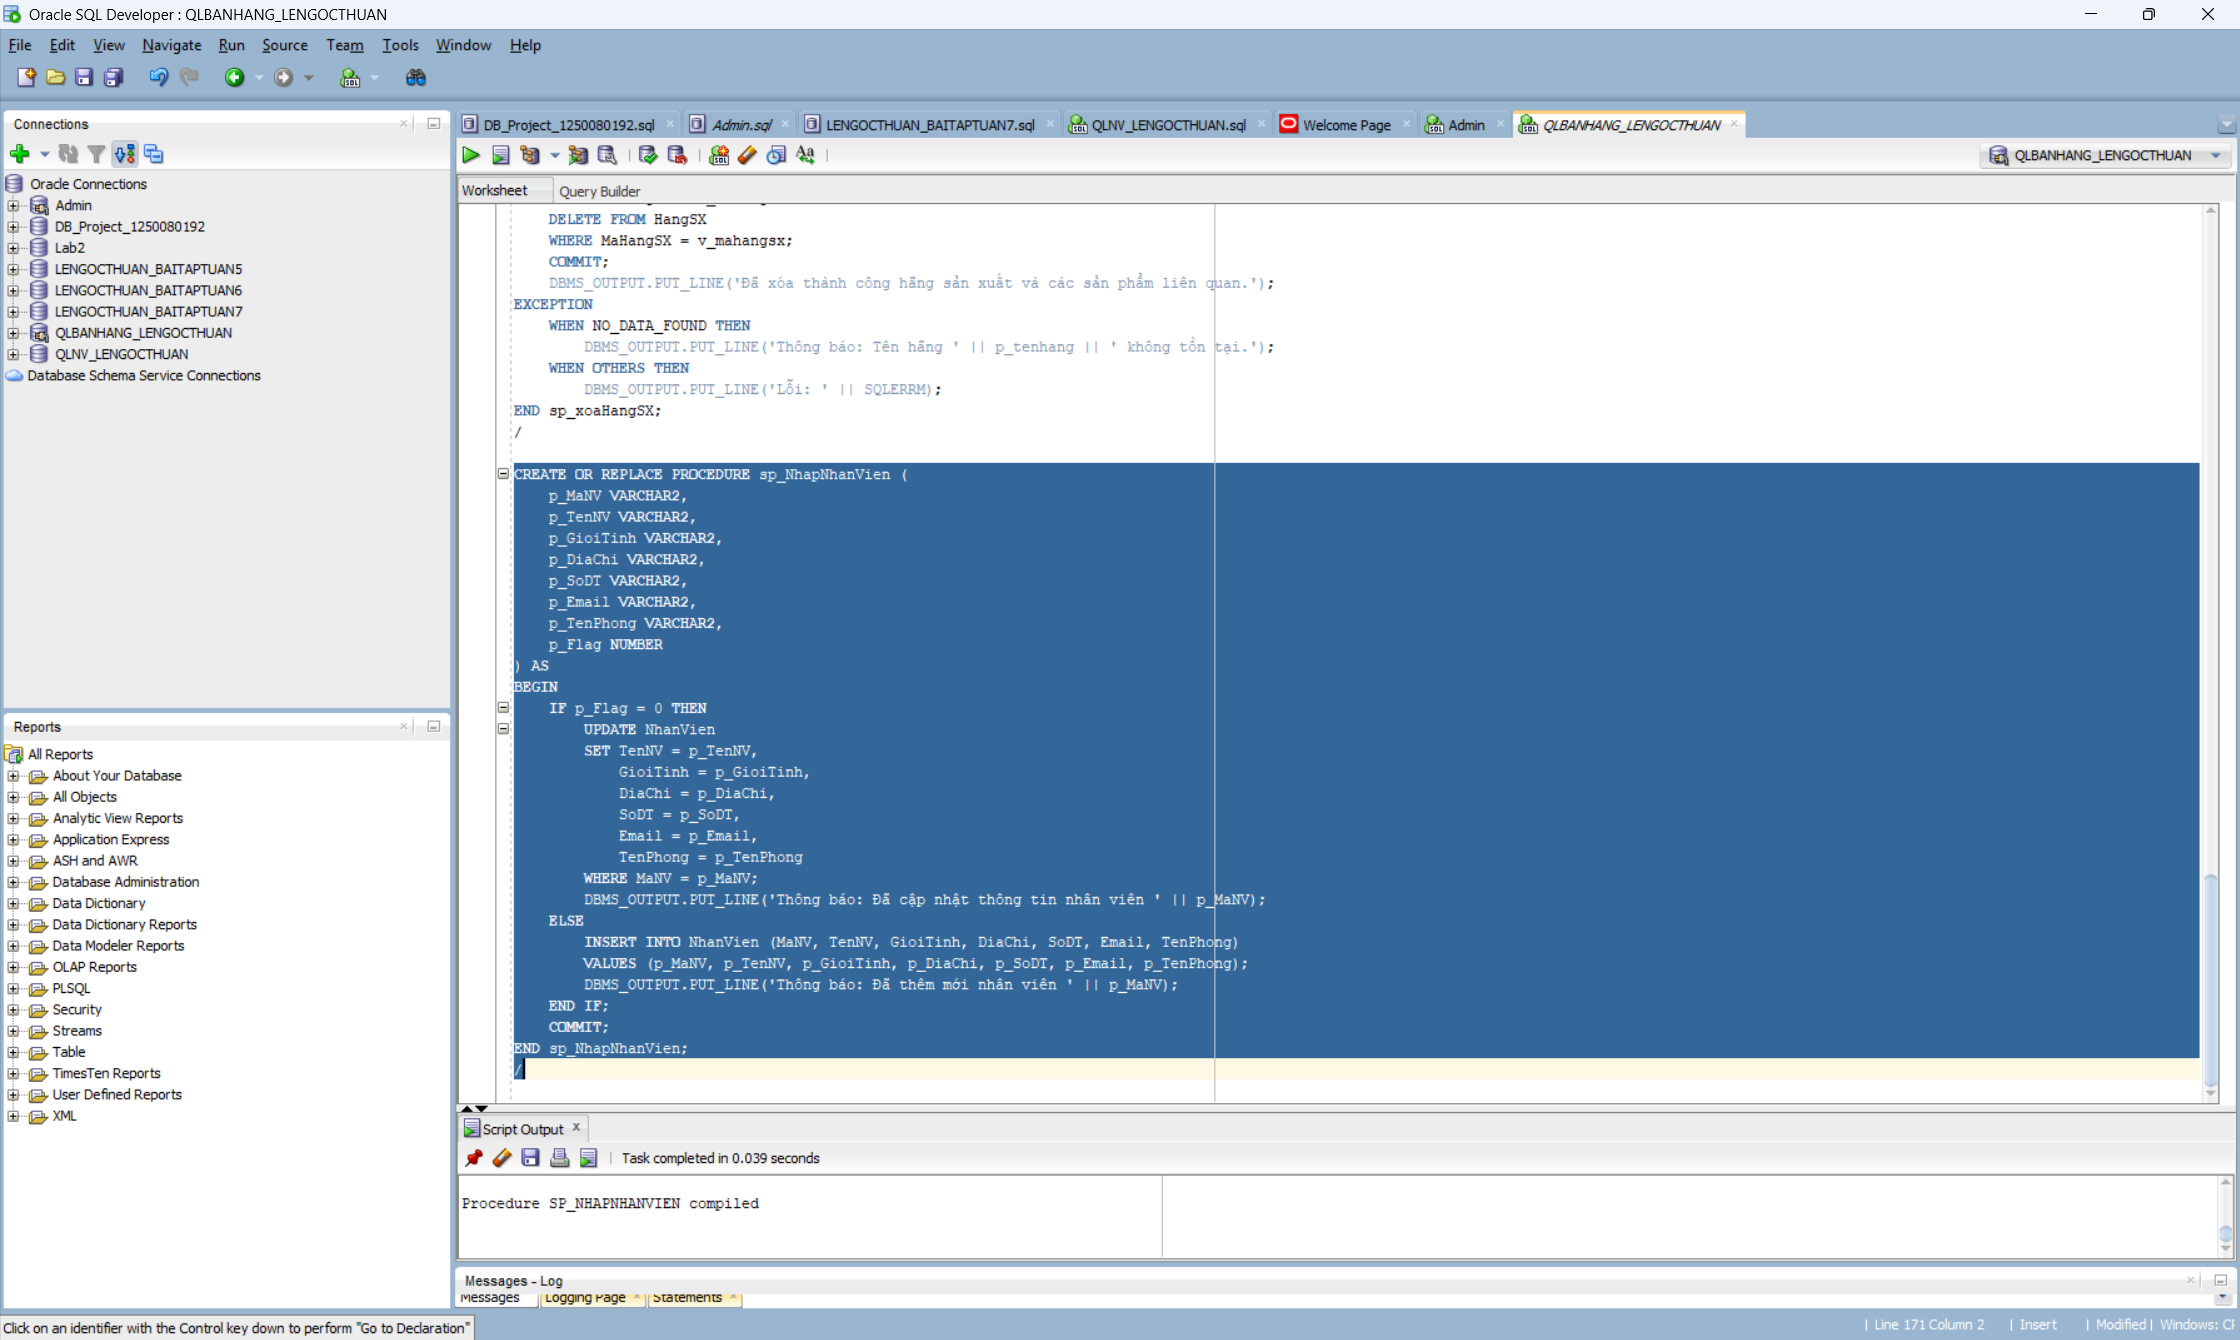 Oracle SQL Developer : QLBANHANG_LENGOCTHUAN
File Edit View Navigate Run Source Team Tools Window Help
Connections
Oracle Connections
Admin
DB_Project_1250080192
Lab2
LENGOCTHUAN_BAITAPTUAN5
LENGOCTHUAN_BAITAPTUAN6
LENGOCTHUAN_BAITAPTUAN7
QLBANHANG_LENGOCTHUAN
QLNV_LENGOCTHUAN
Database Schema Service Connections
Reports
All Reports
About Your Database
All Objects
Analytic View Reports
Application Express
ASH and AWR
Database Administration
Data Dictionary
Data Dictionary Reports
Data Modeler Reports
OLAP Reports
PLSQL
Security
Streams
Table
TimesTen Reports
User Defined Reports
XML
DB_Project_1250080192.sql Admin.sql LENGOCTHUAN_BAITAPTUAN7.sql QLNV_LENGOCTHUAN.sql Welcome Page Admin QLBANHANG_LENGOCTHUAN
QLBANHANG_LENGOCTHUAN
Worksheet Query Builder
DELETE FROM HangSX
WHERE MaHangSX = v_mahangsx;
COMMIT;
DBMS_OUTPUT.PUT_LINE('Đã xóa thành công hãng sản xuất và các sản phẩm liên quan.');
EXCEPTION
WHEN NO_DATA_FOUND THEN
DBMS_OUTPUT.PUT_LINE('Thông báo: Tên hãng ' || p_tenhang || ' không tồn tại.');
WHEN OTHERS THEN
DBMS_OUTPUT.PUT_LINE('Lỗi: ' || SQLERRM);
END sp_xoaHangSX;
/
CREATE OR REPLACE PROCEDURE sp_NhapNhanVien (
p_MaNV VARCHAR2,
p_TenNV VARCHAR2,
p_GioiTinh VARCHAR2,
p_DiaChi VARCHAR2,
p_SoDT VARCHAR2,
p_Email VARCHAR2,
p_TenPhong VARCHAR2,
p_Flag NUMBER
) AS
BEGIN
IF p_Flag = 0 THEN
UPDATE NhanVien
SET TenNV = p_TenNV,
GioiTinh = p_GioiTinh,
DiaChi = p_DiaChi,
SoDT = p_SoDT,
Email = p_Email,
TenPhong = p_TenPhong
WHERE MaNV = p_MaNV;
DBMS_OUTPUT.PUT_LINE('Thông báo: Đã cập nhật thông tin nhân viên ' || p_MaNV);
ELSE
INSERT INTO NhanVien (MaNV, TenNV, GioiTinh, DiaChi, SoDT, Email, TenPhong)
VALUES (p_MaNV, p_TenNV, p_GioiTinh, p_DiaChi, p_SoDT, p_Email, p_TenPhong);
DBMS_OUTPUT.PUT_LINE('Thông báo: Đã thêm mới nhân viên ' || p_MaNV);
END IF;
COMMIT;
END sp_NhapNhanVien;
/
Script Output
Task completed in 0.039 seconds
Procedure SP_NHAPNHANVIEN compiled
Messages - Log
Messages Logging Page Statements
Click on an identifier with the Control key down to perform "Go to Declaration"
Line 171 Column 2 | Insert | Modified | Windows: